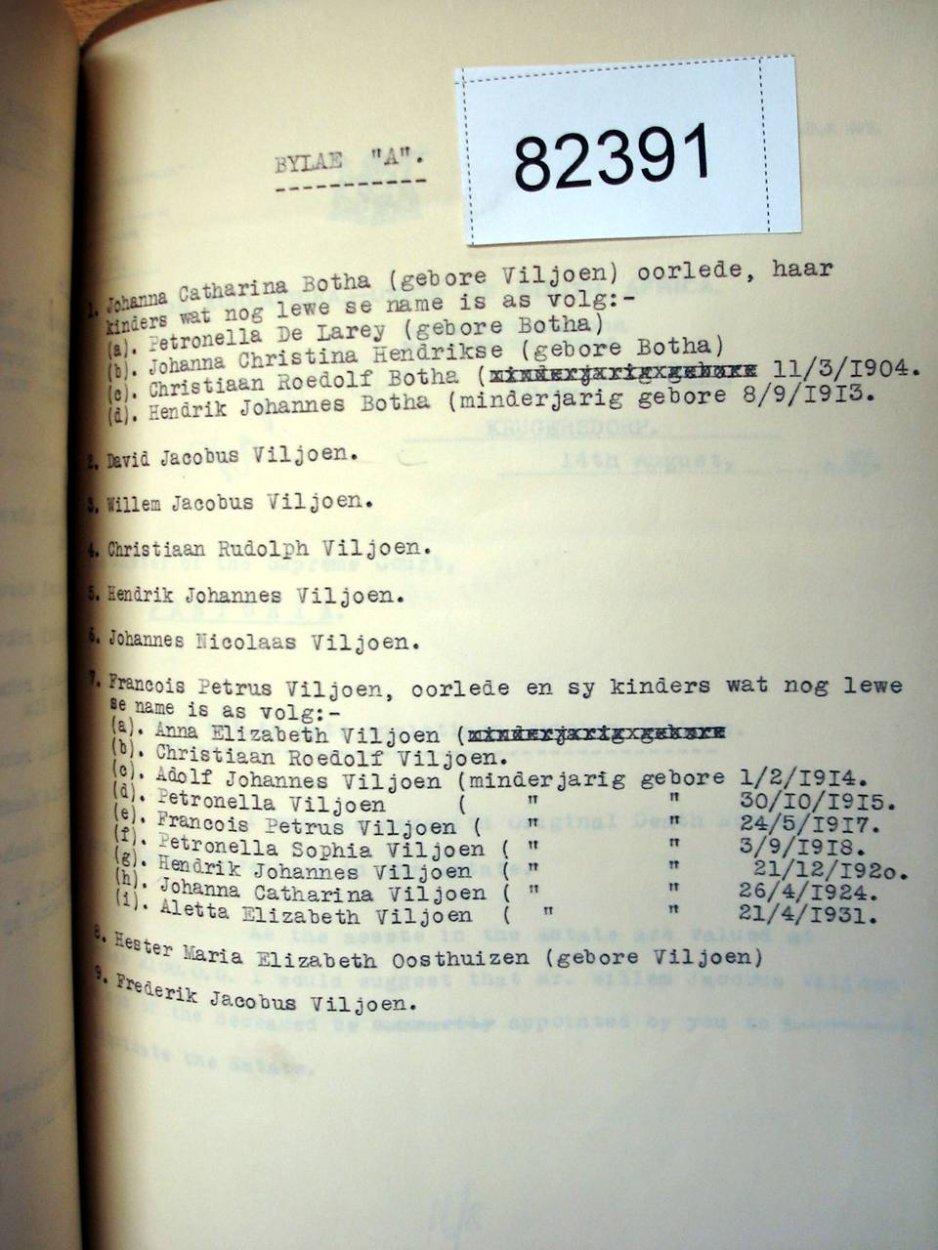 82391
BYLAE "A".
1. Johanna Catharina Botha (gebore Viljoen) oorlede, haar
kinders wat nog lewe se name is as volg:-
(a). Petronella De Larey (gebore Botha)
(b). Johanna Christina Hendrikse (gebore Botha)
(c). Christiaan Roedolf Botha (minderjarig gebore 11/3/1904.
(d). Hendrik Johannes Botha (minderjarig gebore 8/9/1913.
2. David Jacobus Viljoen.
3. Willem Jacobus Viljoen.
4. Christiaan Rudolph Viljoen.
5. Hendrik Johannes Viljoen.
6. Johannes Nicolaas Viljoen.
7. Francois Petrus Viljoen, oorlede en sy kinders wat nog lewe
se name is as volg:-
(a). Anna Elizabeth Viljoen (minderjarig gebore
(b). Christiaan Roedolf Viljoen.
(c). Adolf Johannes Viljoen (minderjarig gebore 1/2/1914.
(d). Petronella Viljoen ( " " 30/10/1915.
(e). Francois Petrus Viljoen ( " " 24/5/1917.
(f). Petronella Sophia Viljoen ( " " 3/9/1918.
(g). Hendrik Johannes Viljoen ( " " 21/12/1920.
(h). Johanna Catharina Viljoen ( " " 26/4/1924.
(i). Aletta Elizabeth Viljoen ( " " 21/4/1931.
8. Hester Maria Elizabeth Oosthuizen (gebore Viljoen)
9. Frederik Jacobus Viljoen.
KRUGERSDORP.
14th August,